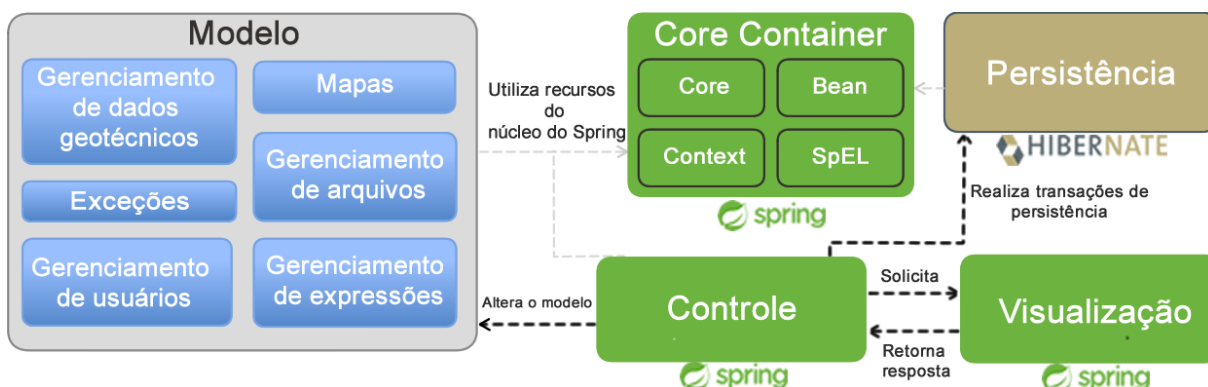 Modelo
Gerenciamento
de dados
geotécnicos
Mapas
Exceções
Gerenciamento
de arquivos
Gerenciamento
de usuários
Gerenciamento
de expressões
Utiliza recursos
do
núcleo do Spring
Core Container
Core
Bean
Context
SpEL
spring
Persistência
HIBERNATE
Realiza transações de
persistência
Altera o modelo
Controle
spring
Solicita
Retorna
resposta
Visualização
spring